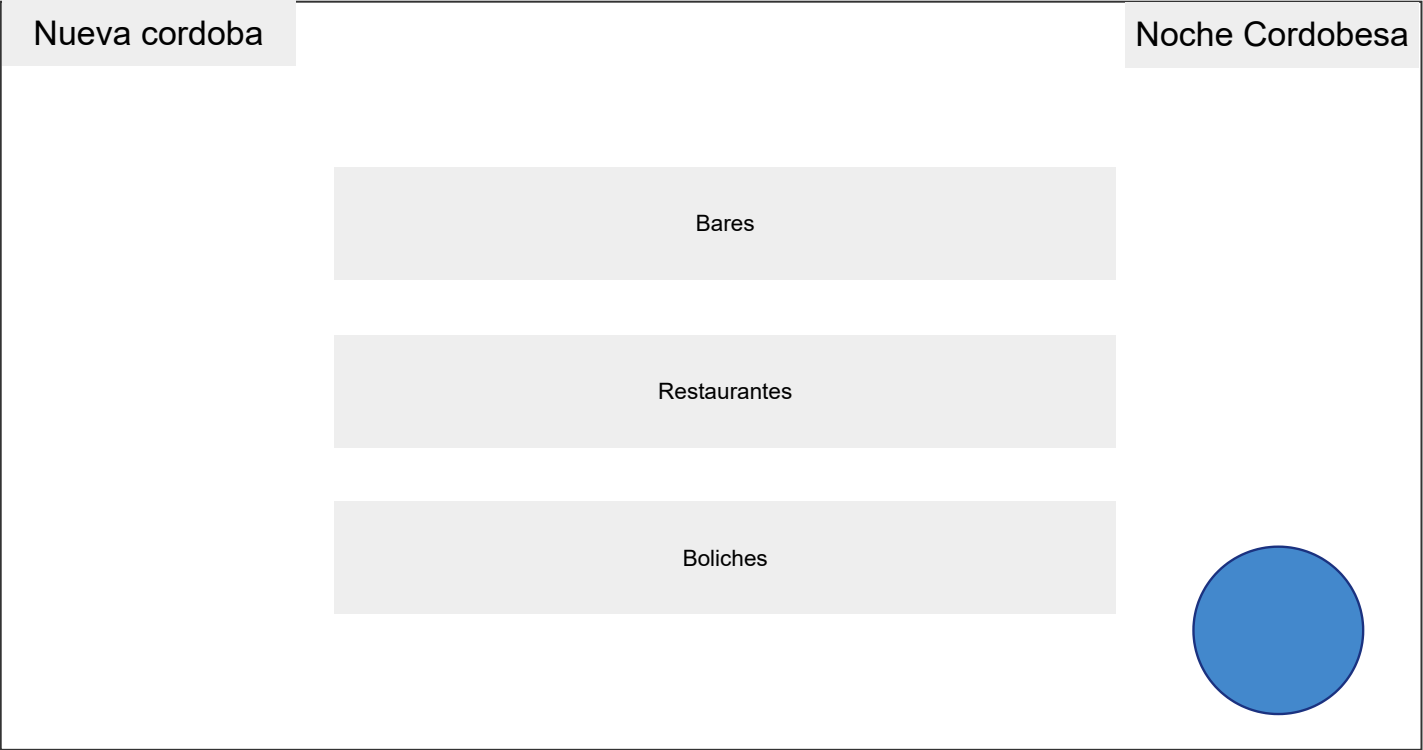 Nueva cordoba
Noche Cordobesa
Bares
Restaurantes
Boliches